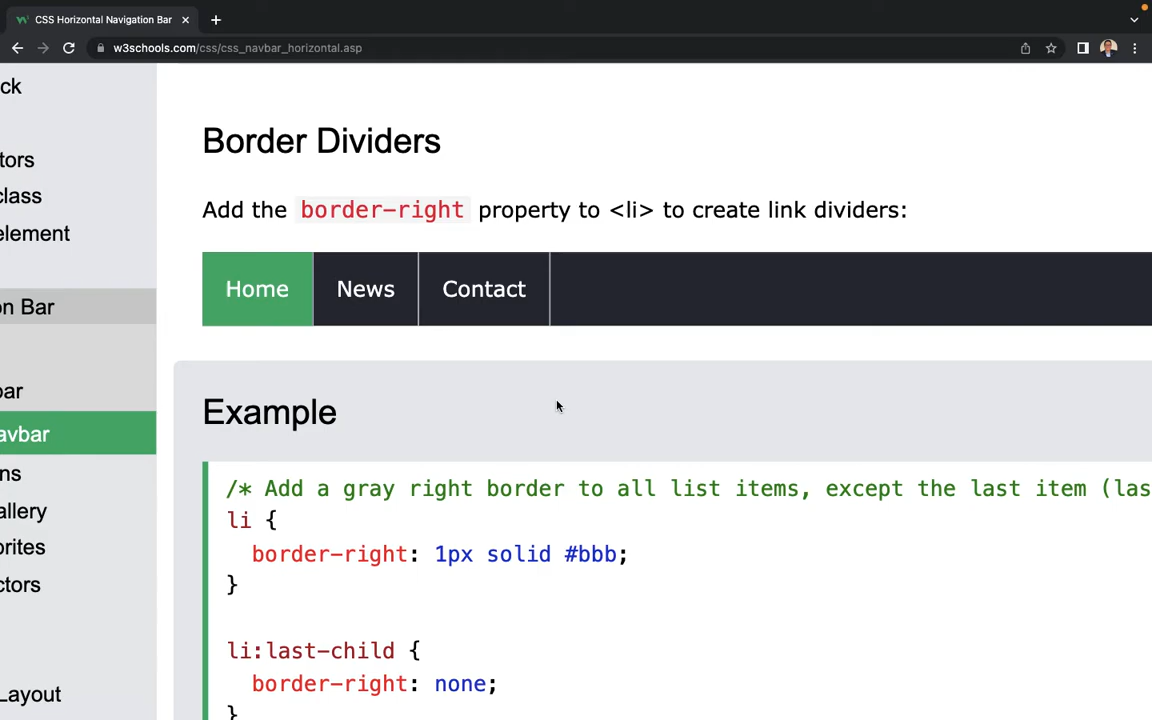 CSS Horizontal Navigation Bar
w3schools.com/css/css_navbar_horizontal.asp
ck
tors
class
element
on Bar
bar
avbar
ns
allery
orites
ctors
Layout
Border Dividers
Add the border-right property to <li> to create link dividers:
Home News Contact
Example
/* Add a gray right border to all list items, except the last item (las
li {
border-right: 1px solid #bbb;
}
li:last-child {
border-right: none;
}